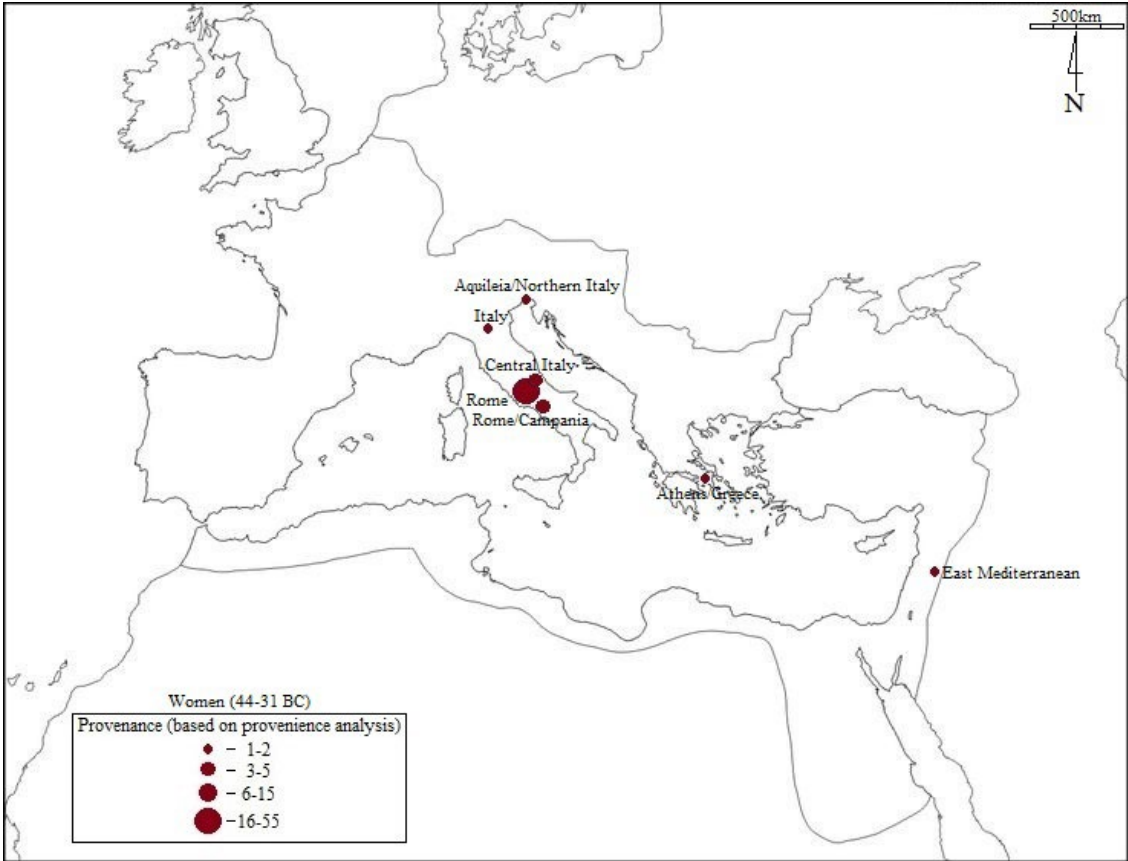 500km
N
Aquileia/Northern Italy
Italy
Central Italy
Rome
Rome/Campania
Athens/Greece
East Mediterranean
Women (44-31 BC)
Provenance (based on provenience analysis)
– 1-2
– 3-5
– 6-15
–16-55